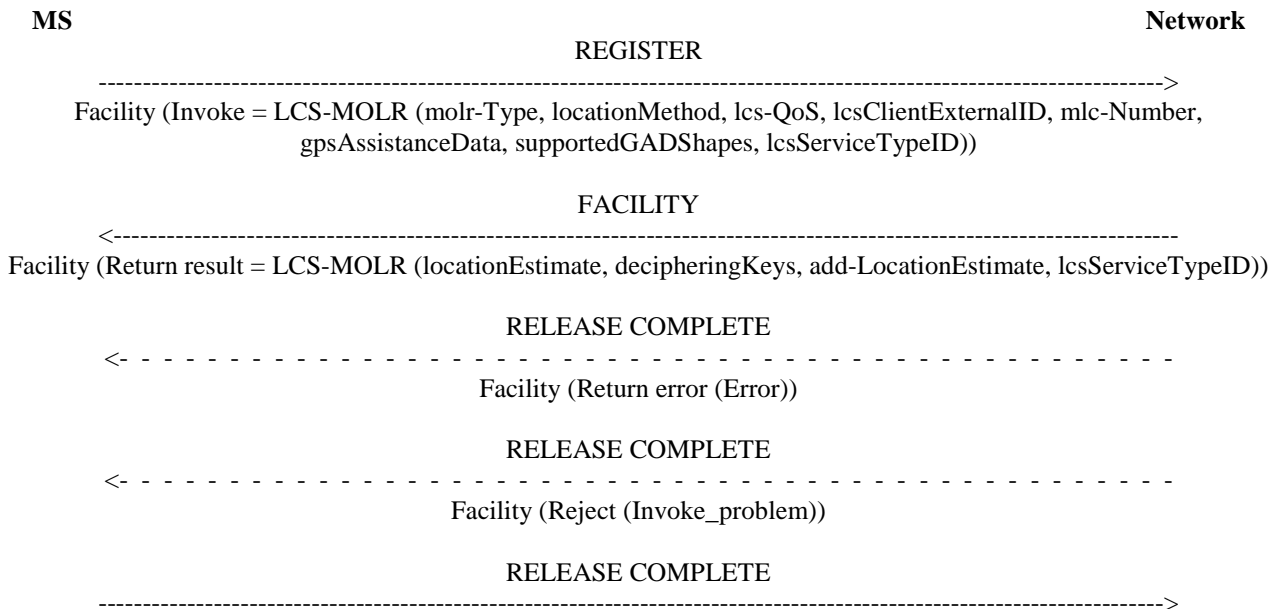 MS Network
REGISTER
------------------------------------------------------------------------------------------------------------------------>
Facility (Invoke = LCS-MOLR (molr-Type, locationMethod, lcs-QoS, lcsClientExternalID, mlc-Number,
gpsAssistanceData, supportedGADShapes, lcsServiceTypeID))
FACILITY
<------------------------------------------------------------------------------------------------------------------------
Facility (Return result = LCS-MOLR (locationEstimate, decipheringKeys, add-LocationEstimate, lcsServiceTypeID))
RELEASE COMPLETE
<- - - - - - - - - - - - - - - - - - - - - - - - - - - - - - - - - - - - - - - - - - - - - - - - - - - - - -
Facility (Return error (Error))
RELEASE COMPLETE
<- - - - - - - - - - - - - - - - - - - - - - - - - - - - - - - - - - - - - - - - - - - - - - - - - - - - - -
Facility (Reject (Invoke_problem))
RELEASE COMPLETE
------------------------------------------------------------------------------------------------------------------------>